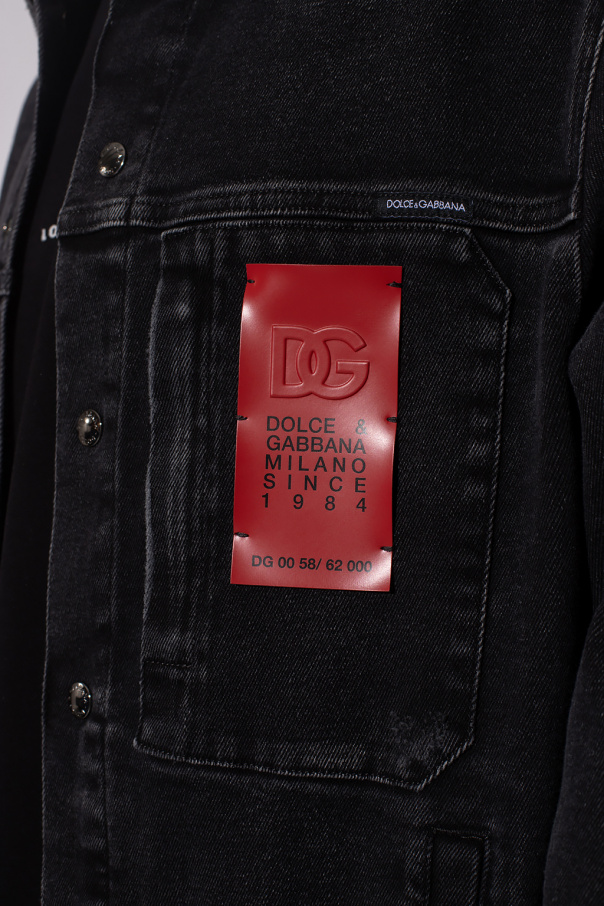 DOLCE&GABBANA
DG
DOLCE &
GABBANA
MILANO
SINCE
1984
DG 00 58/ 62 000